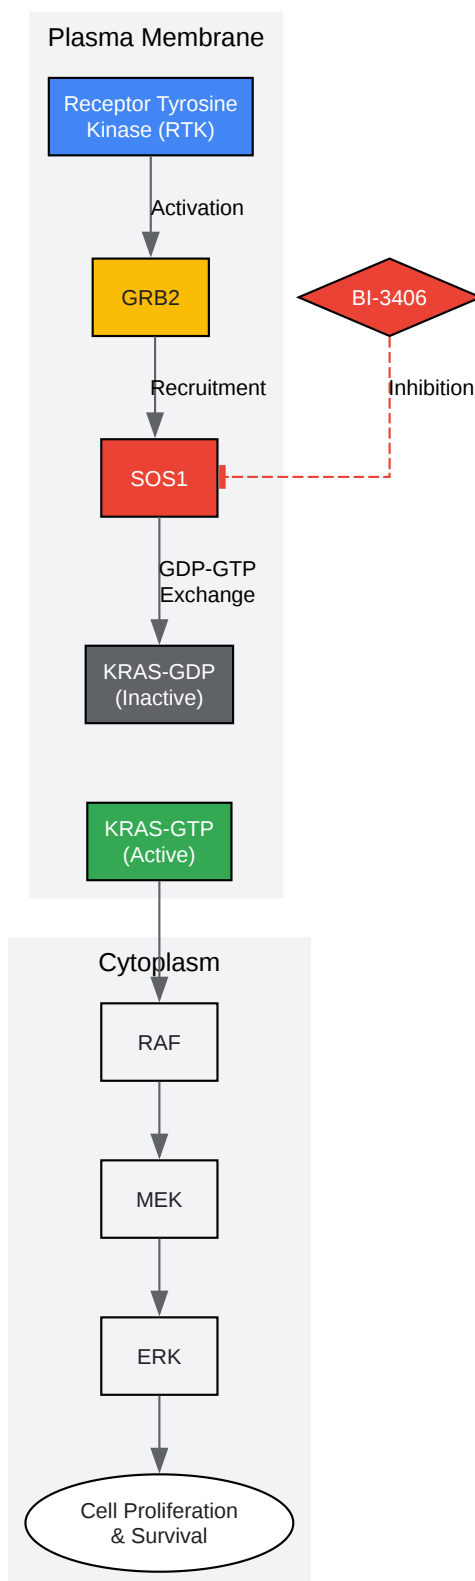 Plasma Membrane
Receptor Tyrosine
Kinase (RTK)
Activation
GRB2
BI-3406
Recruitment
Inhibition
SOS1
GDP-GTP
Exchange
KRAS-GDP
(Inactive)
KRAS-GTP
(Active)
Cytoplasm
RAF
MEK
ERK
Cell Proliferation
& Survival